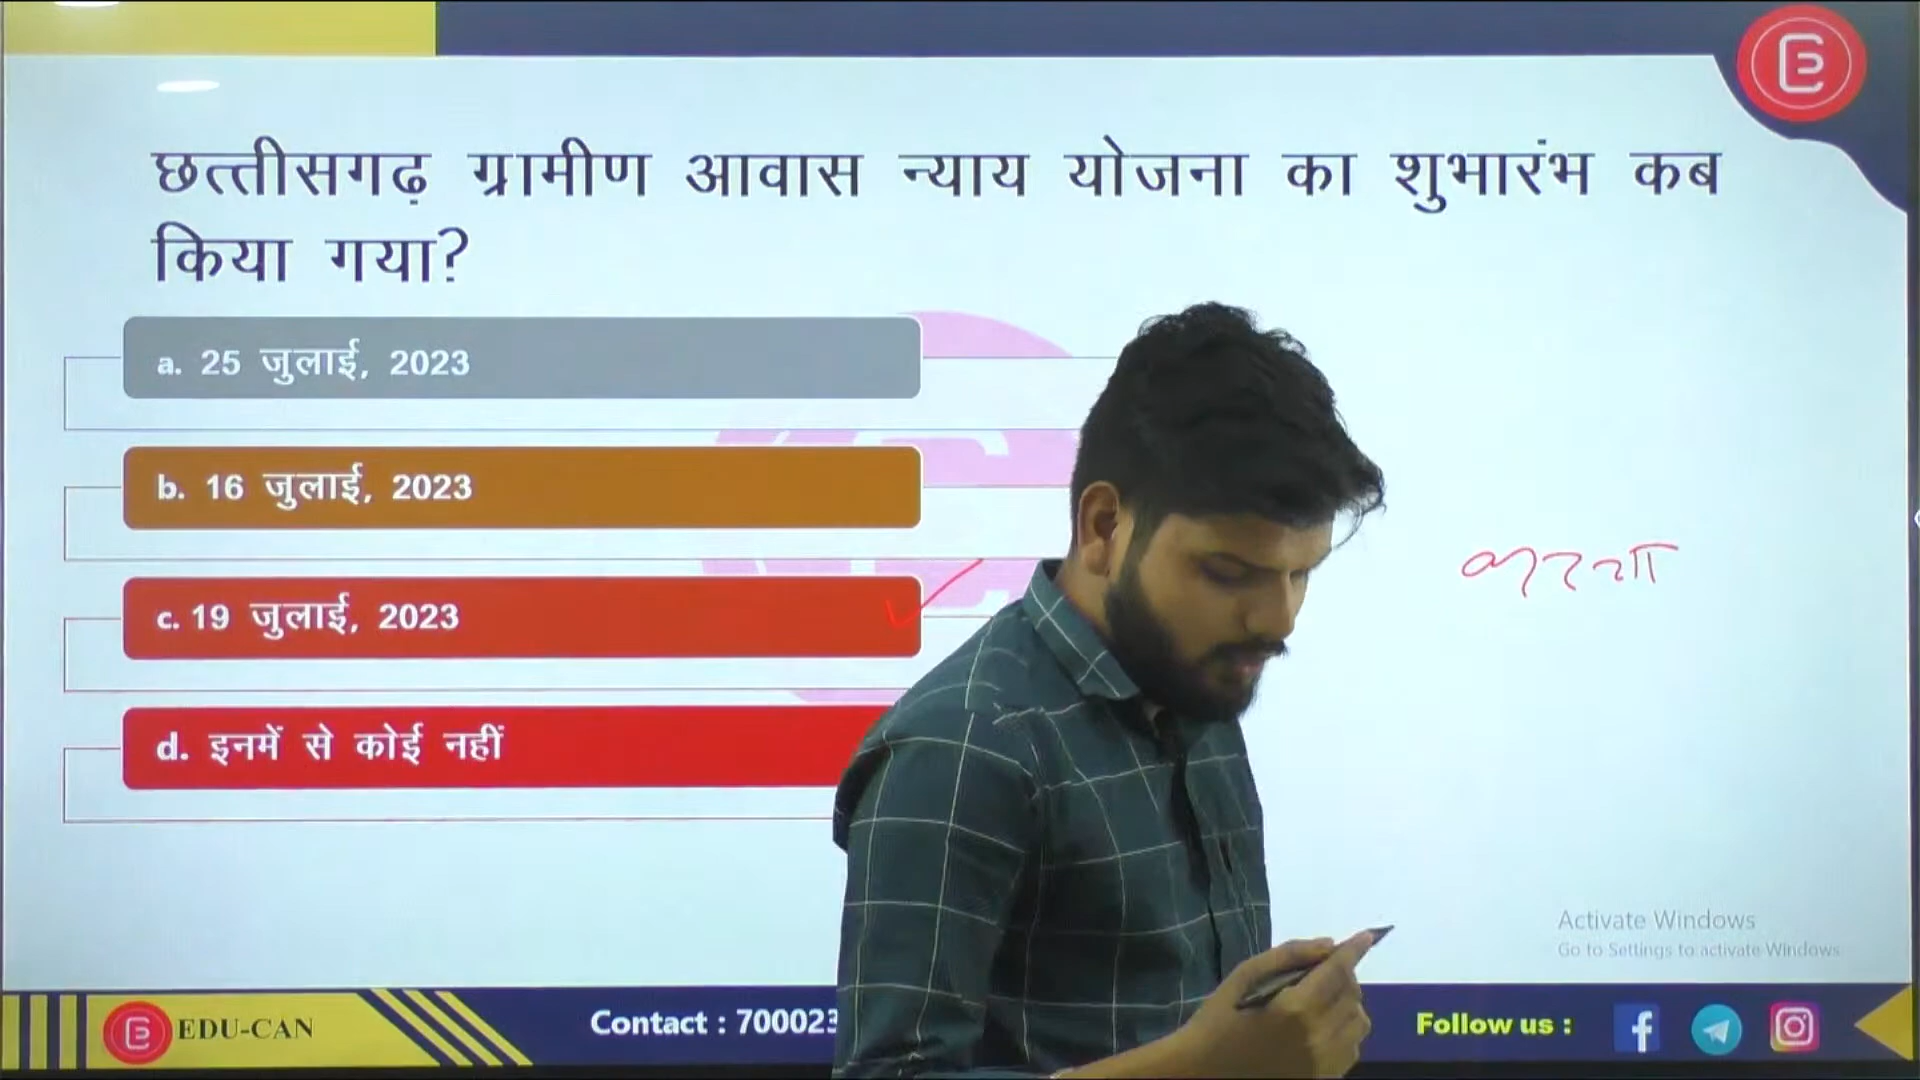 छत्तीसगढ़ ग्रामीण आवास न्याय योजना का शुभारंभ कब
किया गया?
a. 25 जुलाई, 2023
b. 16 जुलाई, 2023
c. 19 जुलाई, 2023
d. इनमें से कोई नहीं
Activate Windows
Go to Settings to activate Windows.
EDU-CAN
Contact : 700023
Follow us :